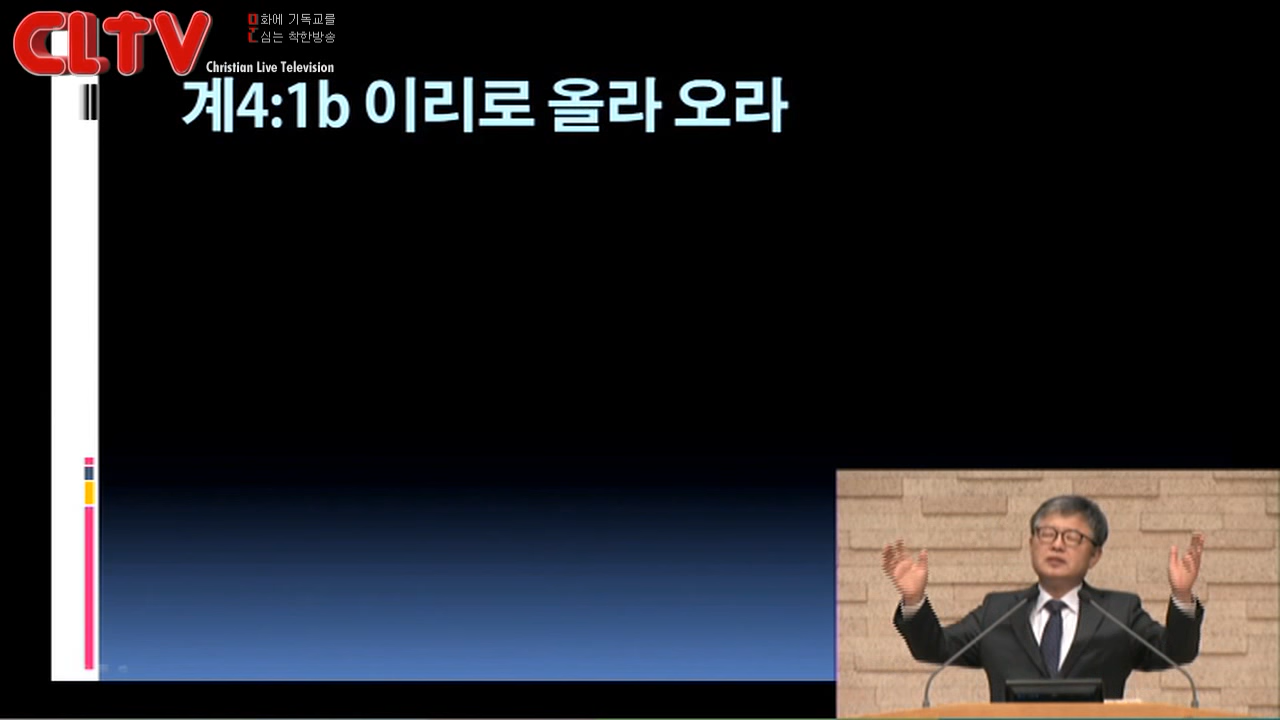 CLTV
문화에 기독교를
심는 착한방송
Christian Live Television
계4:1b 이리로 올라 오라